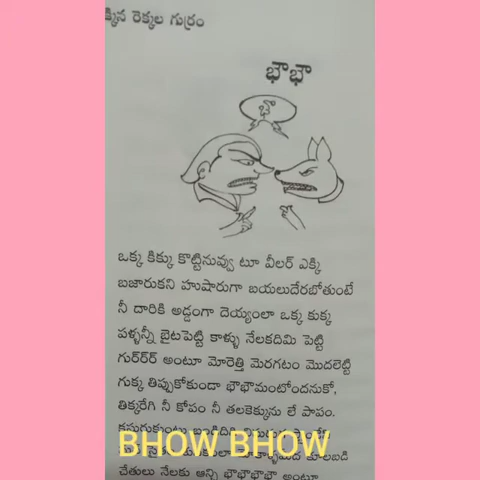 క్కిన రెక్కల గుర్రం
భౌభౌ
భౌ
ఒక్క కిక్కు కొట్టినువ్వు టూ వీలర్ ఎక్కి
బజారుకని హుషారుగా బయలుదేరబోతుంటే
నీ దారికి అడ్డంగా దెయ్యంలా ఒక్క కుక్క
పళ్ళన్నీ బైటపెట్టి కాళ్ళు నేలకదిమి పెట్టి
గుర్ర్‌ర్ అంటూ మోరెత్తి మెరగటం మొదలెట్టి
గుక్క తిప్పుకోకుండా భౌభౌమంటోందనుకో,
తిక్కరేగి నీ కోపం నీ తలకెక్కును లే పాపం.
BHOW BHOW
కూలబడి
చేతులు నేలకు ఆన్ని భౌభౌభౌభౌ అంటూ